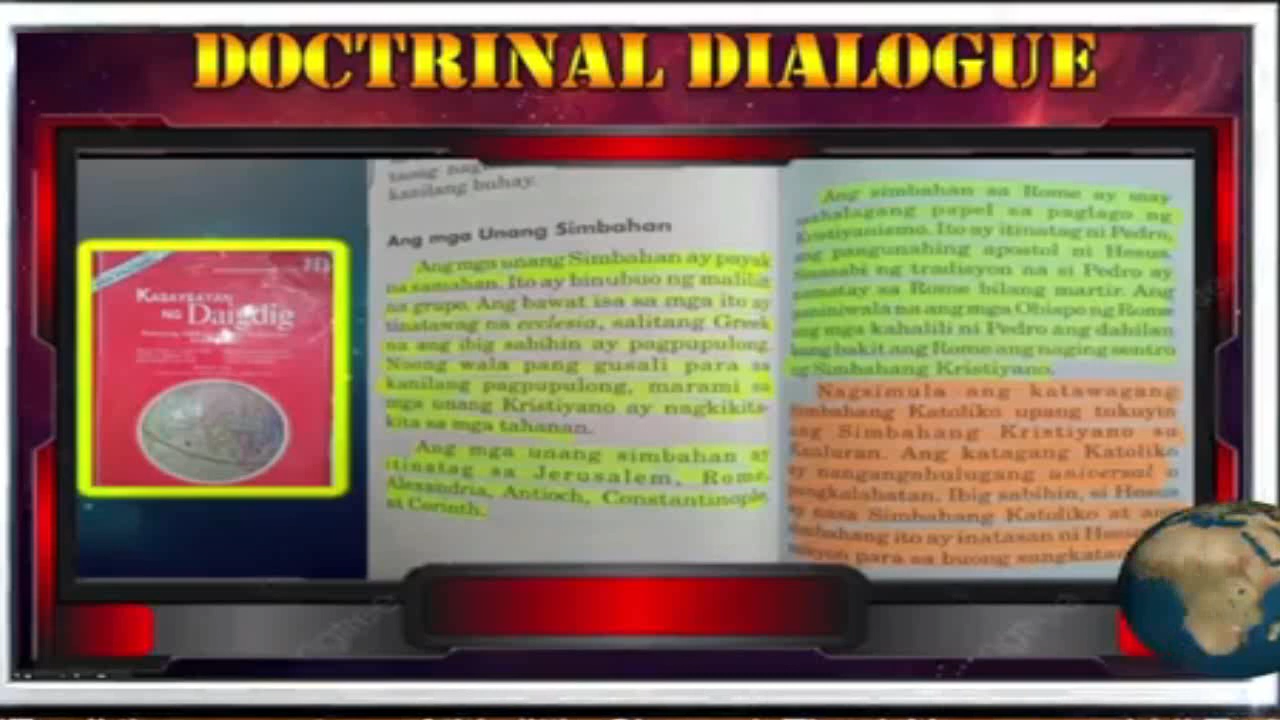 DOCTRINAL DIALOGUE
KASAYSAYAN
NG Daigdig
kanilang buhay.
Ang mga Unang Simbahan
Ang mga unang Simbahan ay payak
na samahan. Ito ay binubuo ng maliliit
na grupo. Ang bawat isa sa mga ito ay
tinatawag na ecclesia, salitang Greek
na ang ibig sabihin ay pagpupulong.
Noong wala pang gusali para sa
kanilang pagpupulong, marami sa
mga unang Kristiyano ay nagkikita-
kita sa mga tahanan.
Ang mga unang simbahan ay
itinatag sa Jerusalem, Rome,
Alexandria, Antioch, Constantinople,
at Corinth.
Ang simbahan sa Rome ay may
mahalagang papel sa paglago ng
Kristiyanismo. Ito ay itinatag ni Pedro,
ang pangunahing apostol ni Hesus.
Sinasabi ng tradisyon na si Pedro ay
namatay sa Rome bilang martir. Ang
paniniwala na ang mga Obispo ng Rome
ang mga kahalili ni Pedro ang dahilan
kung bakit ang Rome ang naging sentro
ng Simbahang Kristiyano.
Nagsimula ang katawagang
Simbahang Katoliko upang tukuyin
ang Simbahang Kristiyano sa
Kanluran. Ang katagang Katoliko
ay nangangahulugang universal o
pangkalahatan. Ibig sabihin, si Hesus
ay nasa Simbahang Katoliko at ang
simbahang ito ay inatasan ni Hesus
para sa buong